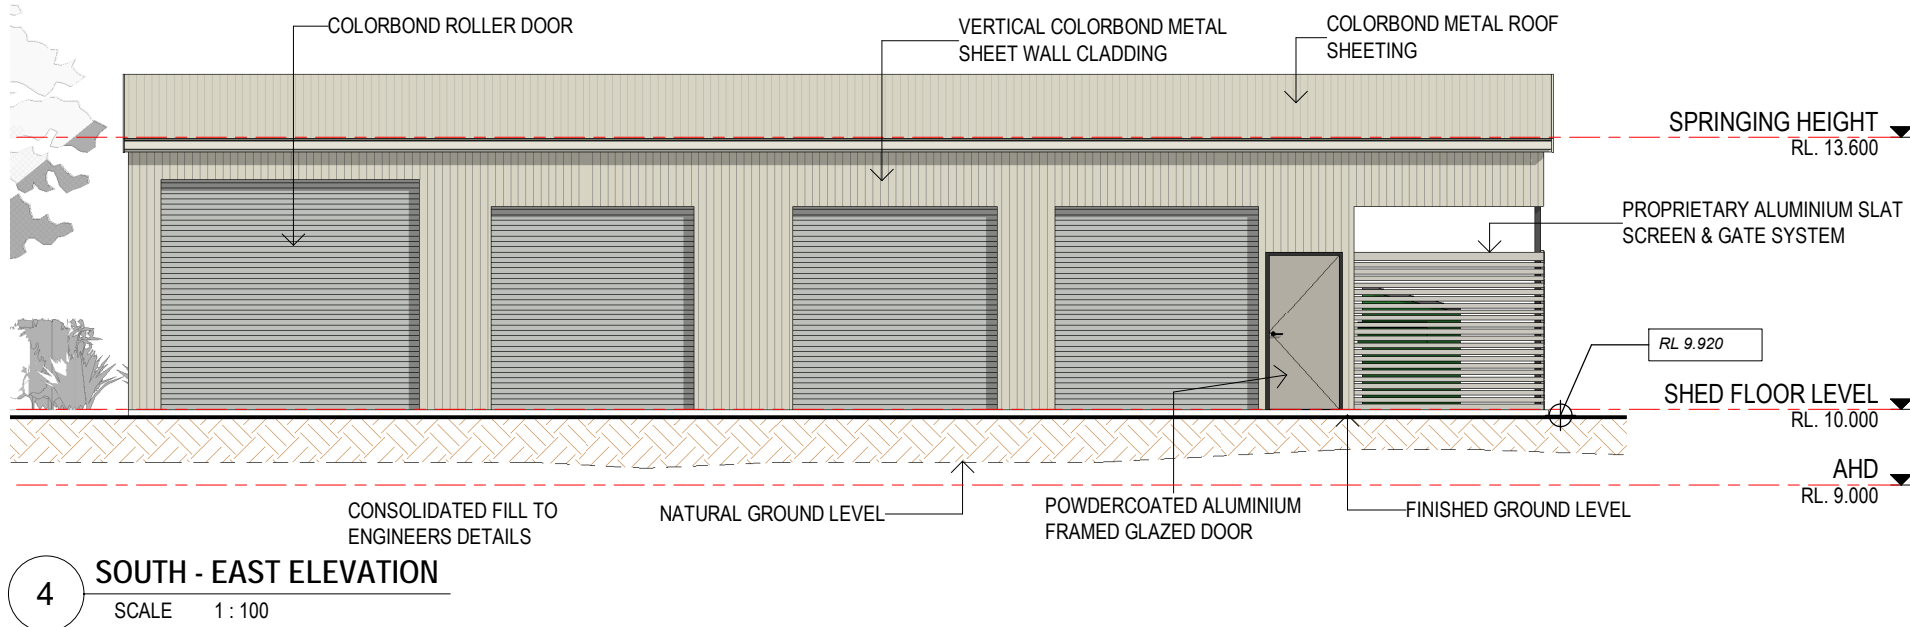 COLORBOND ROLLER DOOR
VERTICAL COLORBOND METAL
SHEET WALL CLADDING
COLORBOND METAL ROOF
SHEETING
SPRINGING HEIGHT
RL. 13.600
PROPRIETARY ALUMINIUM SLAT
SCREEN & GATE SYSTEM
RL 9.920
SHED FLOOR LEVEL
RL. 10.000
AHD
RL. 9.000
CONSOLIDATED FILL TO
ENGINEERS DETAILS
NATURAL GROUND LEVEL
POWDERCOATED ALUMINIUM
FRAMED GLAZED DOOR
FINISHED GROUND LEVEL
4
SOUTH - EAST ELEVATION
SCALE 1 : 100